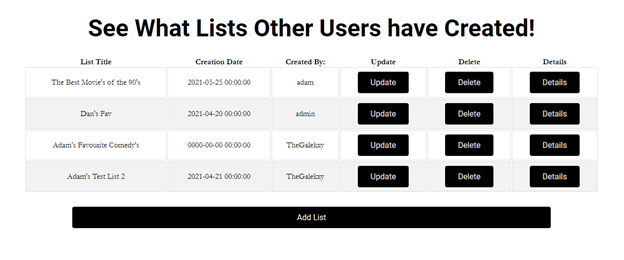 See What Lists Other Users have Created!
List Title Creation Date Created By: Update Delete Details
The Best Movie's of the 90's 2021-05-25 00:00:00 adam Update Delete Details
Dan's Fav 2021-04-20 00:00:00 admin Update Delete Details
Adam's Favourite Comedy's 0000-00-00 00:00:00 TheGalekxy Update Delete Details
Adam's Test List 2 2021-04-21 00:00:00 TheGalekxy Update Delete Details
Add List